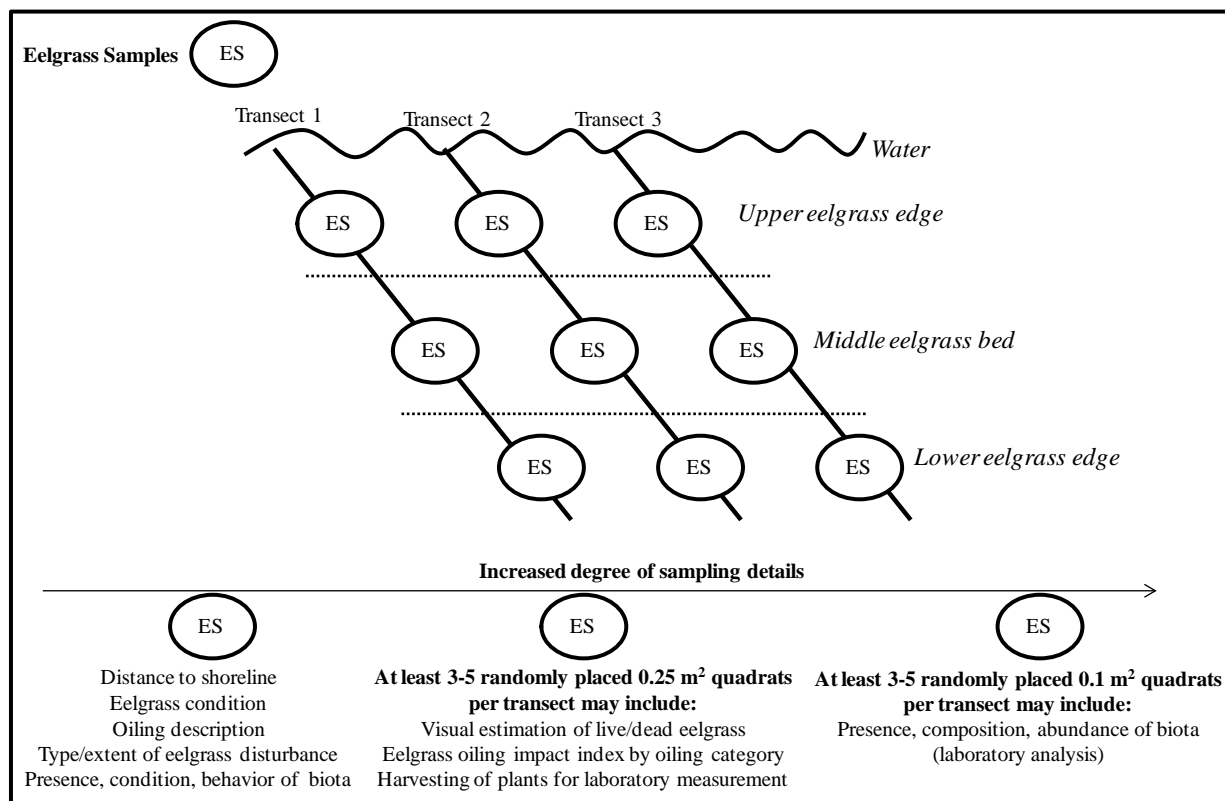 Eelgrass Samples
ES
Transect 1
Transect 2
Transect 3
Water
ES
ES
ES
Upper eelgrass edge
ES
ES
ES
Middle eelgrass bed
ES
ES
ES
Lower eelgrass edge
Increased degree of sampling details
ES
Distance to shoreline
Eelgrass condition
Oiling description
Type/extent of eelgrass disturbance
Presence, condition, behavior of biota
ES
At least 3-5 randomly placed 0.25 m² quadrats
per transect may include:
Visual estimation of live/dead eelgrass
Eelgrass oiling impact index by oiling category
Harvesting of plants for laboratory measurement
ES
At least 3-5 randomly placed 0.1 m² quadrats
per transect may include:
Presence, composition, abundance of biota
(laboratory analysis)